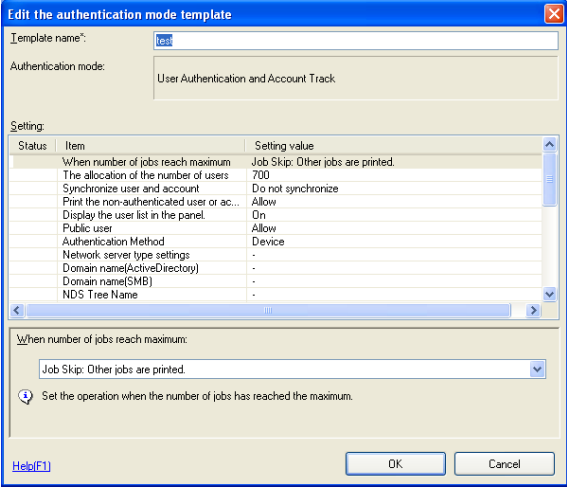 Edit the authentication mode template
Template name*:
test
Authentication mode:
User Authentication and Account Track
Setting:
Status Item Setting value
When number of jobs reach maximum Job Skip: Other jobs are printed.
The allocation of the number of users 700
Synchronize user and account Do not synchronize
Print the non-authenticated user or ac... Allow
Display the user list in the panel. On
Public user Allow
Authentication Method Device
Network server type settings -
Domain name(ActiveDirectory) -
Domain name(SMB) -
NDS Tree Name -
When number of jobs reach maximum:
Job Skip: Other jobs are printed.
Set the operation when the number of jobs has reached the maximum.
Help(F1)
OK
Cancel